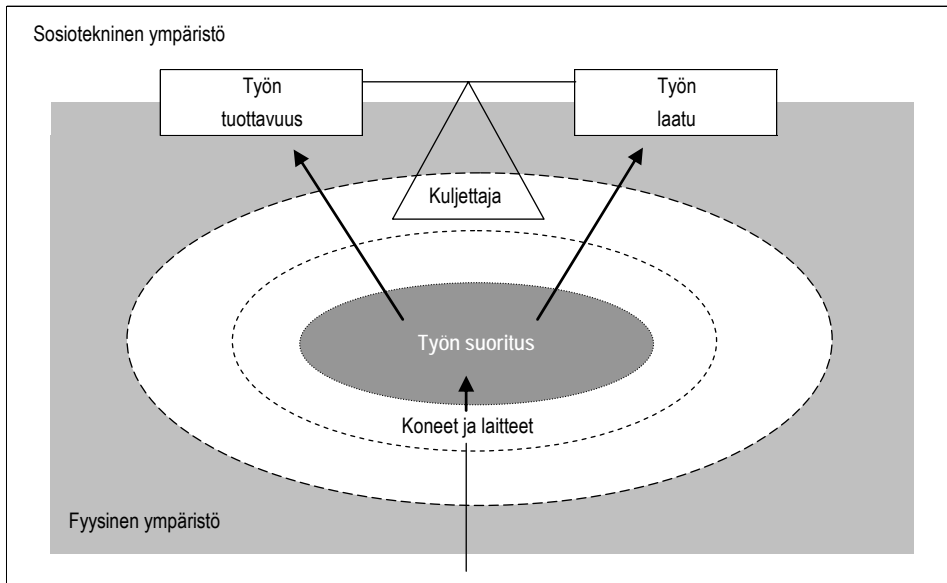 Sosiotekninen ympäristö
Työn
tuottavuus
Työn
laatu
Kuljettaja
Työn suoritus
Koneet ja laitteet
Fyysinen ympäristö